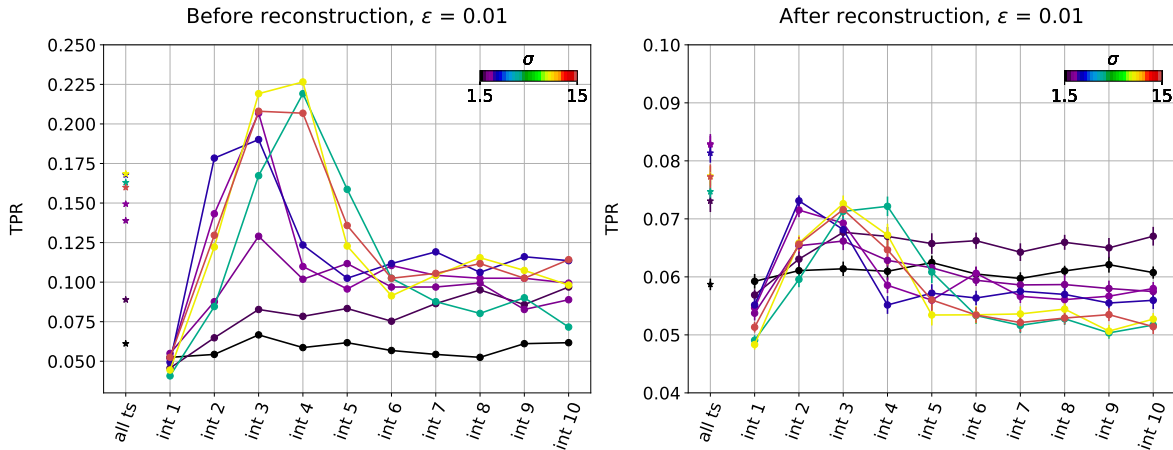 Before reconstruction, ε = 0.01
TPR
0.250
0.225
0.200
0.175
0.150
0.125
0.100
0.075
0.050
σ
1.5 15
all ts int 1 int 2 int 3 int 4 int 5 int 6 int 7 int 8 int 9 int 10
After reconstruction, ε = 0.01
TPR
0.10
0.09
0.08
0.07
0.06
0.05
0.04
σ
1.5 15
all ts int 1 int 2 int 3 int 4 int 5 int 6 int 7 int 8 int 9 int 10